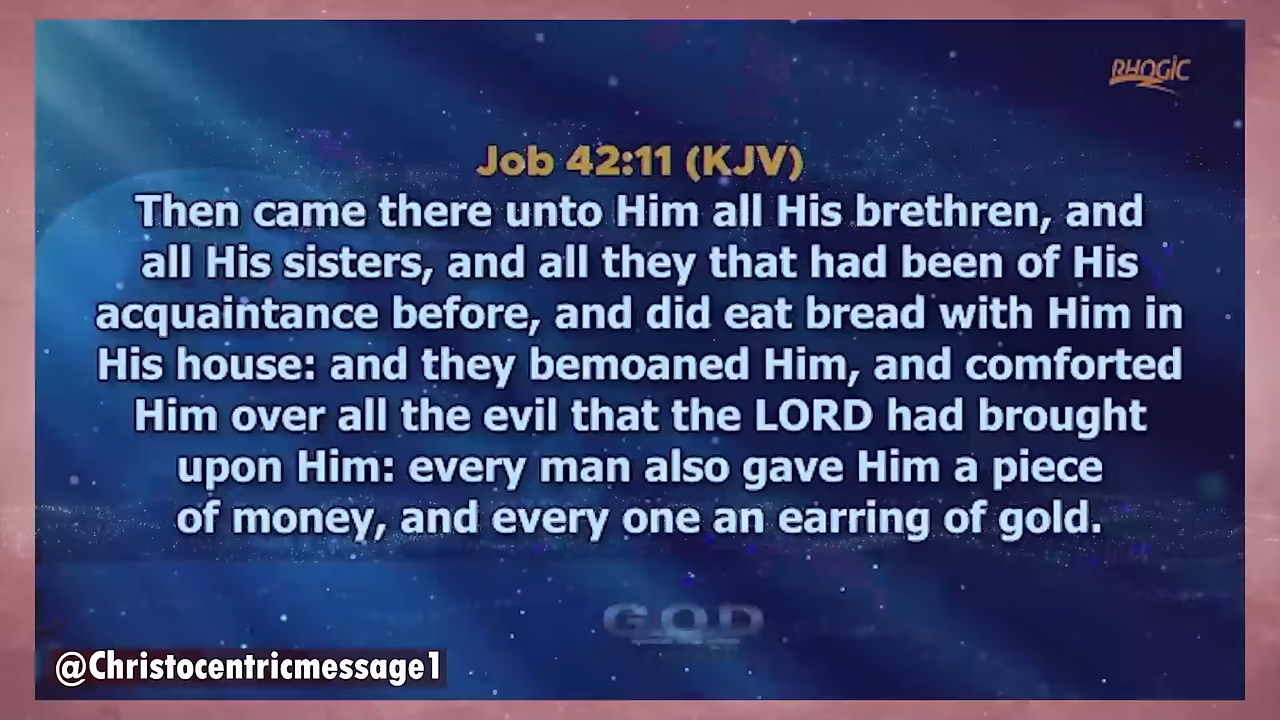 RHOGIC
Job 42:11 (KJV)
Then came there unto Him all His brethren, and
all His sisters, and all they that had been of His
acquaintance before, and did eat bread with Him in
His house: and they bemoaned Him, and comforted
Him over all the evil that the LORD had brought
upon Him: every man also gave Him a piece
of money, and every one an earring of gold.
GOD
@Christocentricmessage1